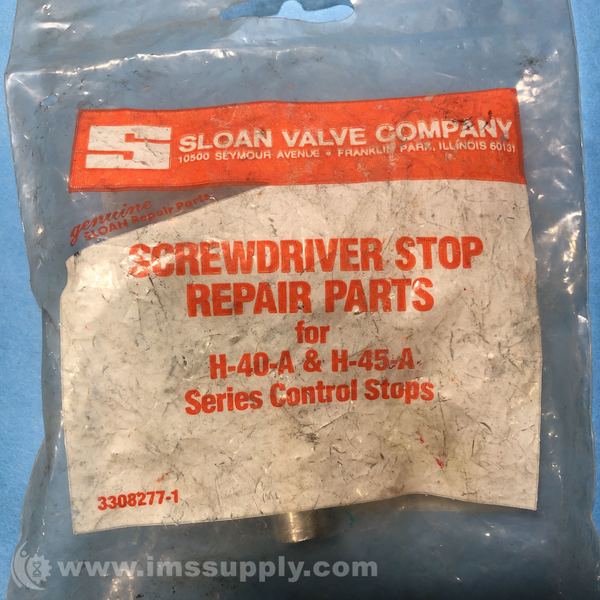 S SLOAN VALVE COMPANY
10500 SEYMOUR AVENUE • FRANKLIN PARK, ILLINOIS 60131
genuine
SLOAN Repair Parts
SCREWDRIVER STOP
REPAIR PARTS
for
H-40-A & H-45-A
Series Control Stops
3308277-1
www.imssupply.com